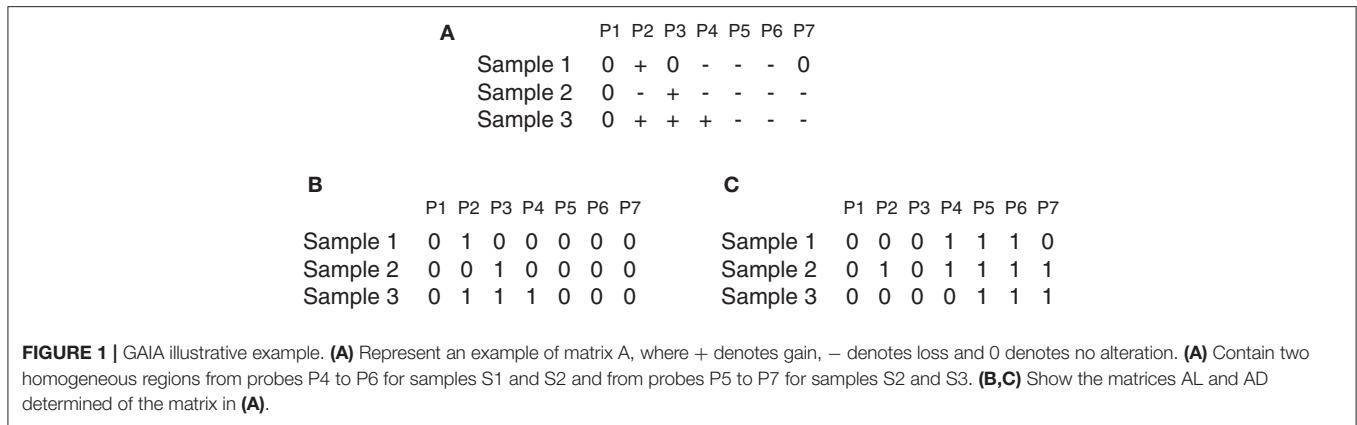 A
P1 P2 P3 P4 P5 P6 P7
Sample 1 0 + 0 - - - 0
Sample 2 0 - + - - - -
Sample 3 0 + + + - - -
B
P1 P2 P3 P4 P5 P6 P7
Sample 1 0 1 0 0 0 0 0
Sample 2 0 0 1 0 0 0 0
Sample 3 0 1 1 1 0 0 0
C
P1 P2 P3 P4 P5 P6 P7
Sample 1 0 0 0 1 1 1 0
Sample 2 0 1 0 1 1 1 1
Sample 3 0 0 0 0 1 1 1
FIGURE 1 | GAIA illustrative example. (A) Represent an example of matrix A, where + denotes gain, − denotes loss and 0 denotes no alteration. (A) Contain two
homogeneous regions from probes P4 to P6 for samples S1 and S2 and from probes P5 to P7 for samples S2 and S3. (B,C) Show the matrices AL and AD
determined of the matrix in (A).